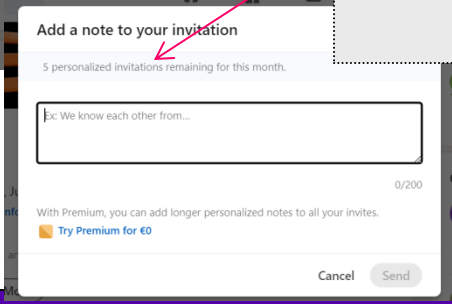 Add a note to your invitation
5 personalized invitations remaining for this month.
Ex: We know each other from...
0/200
With Premium, you can add longer personalized notes to all your invites.
Try Premium for €0
Cancel Send